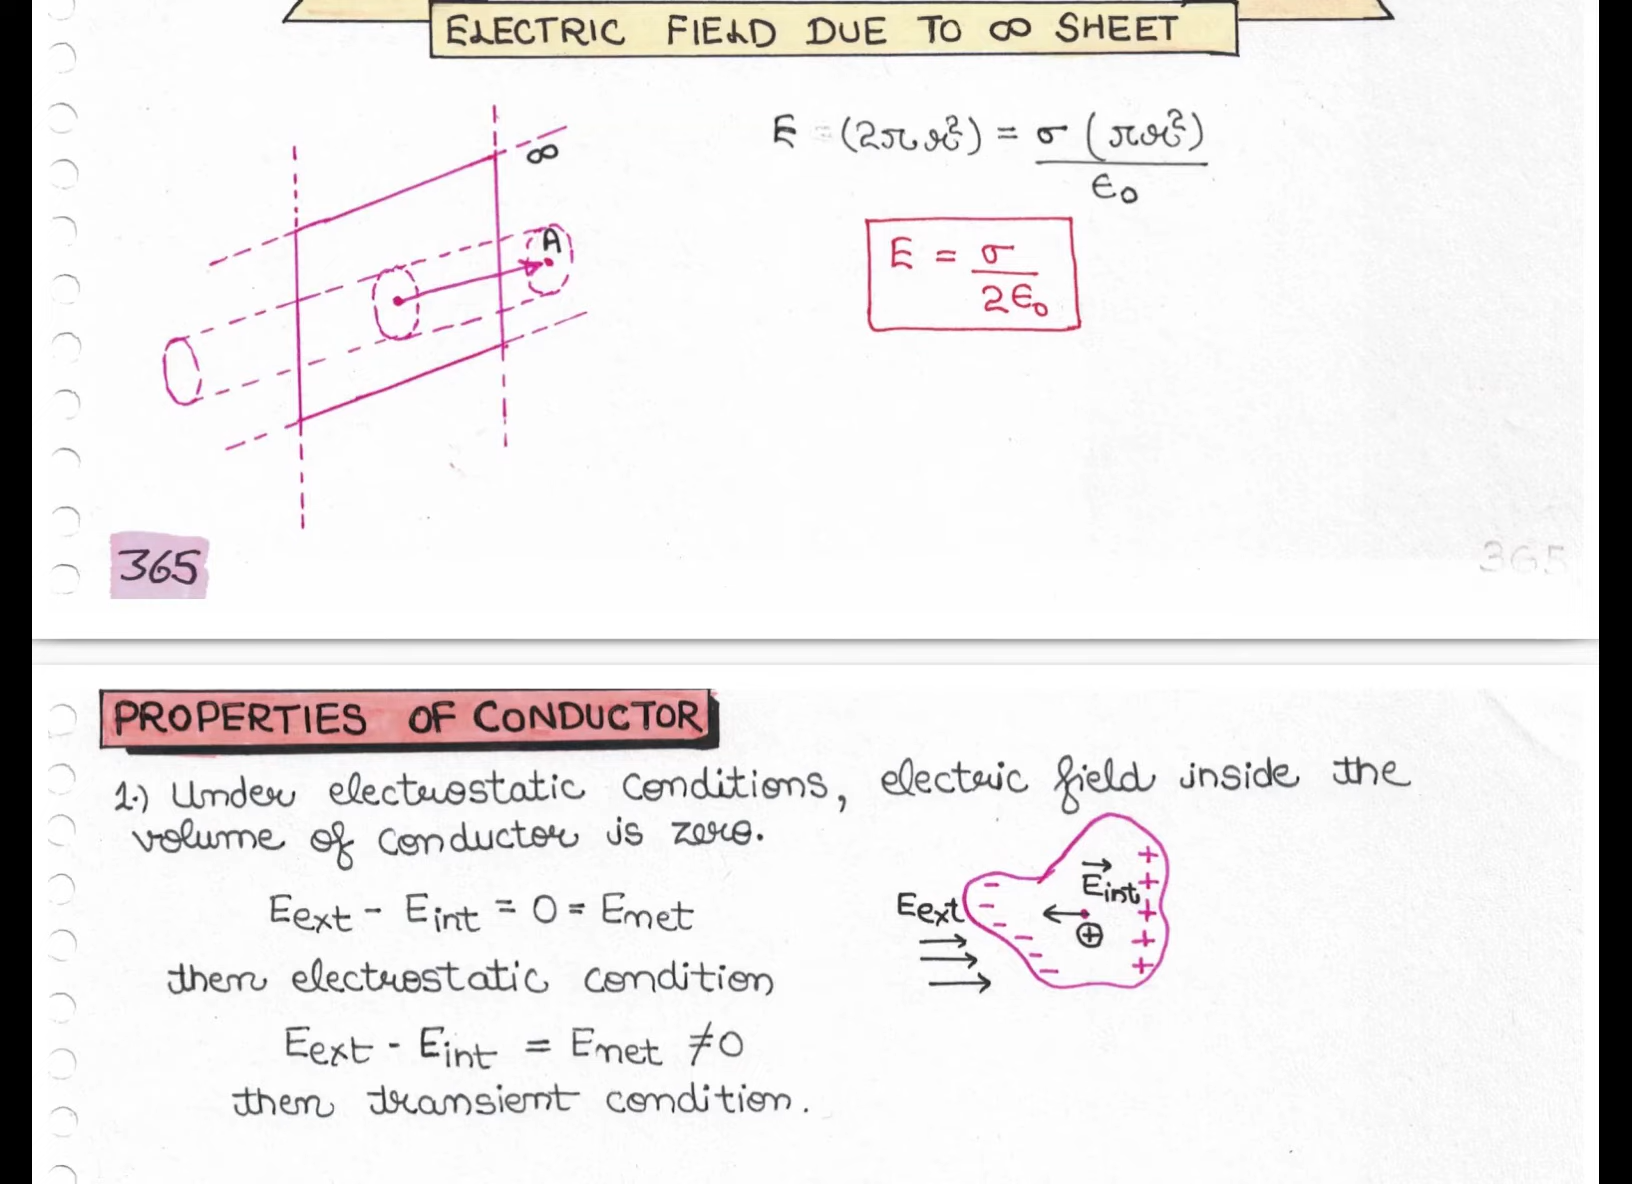 ELECTRIC FIELD DUE TO ∞ SHEET
∞
A
E = (2πr²) = σ (πr²)
ϵ₀
E = σ
2ϵ₀
365
365
PROPERTIES OF CONDUCTOR
1.) Under electrostatic conditions, electric field inside the
volume of conductor is zero.
Eext - Eint = 0 = Enet
then electrostatic condition
Eext - Eint = Enet ≠ 0
then transient condition.
Eext
Eint
- - - - - -
+ + + + +
⊕